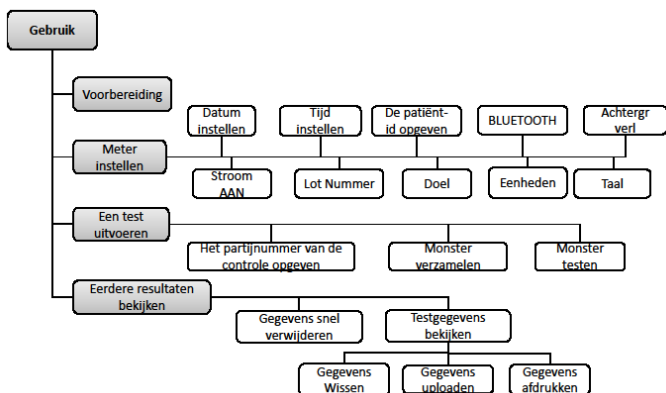 Gebruik
Voorbereiding
Datum
instellen
Tijd
instellen
De patiënt-
id opgeven
BLUETOOTH
Achtergr
verl
Meter
instellen
Stroom
AAN
Lot Nummer
Doel
Eenheden
Taal
Een test
uitvoeren
Het partijnummer van de
controle opgeven
Monster
verzamelen
Monster
testen
Eerdere resultaten
bekijken
Gegevens snel
verwijderen
Testgegevens
bekijken
Gegevens
Wissen
Gegevens
uploaden
Gegevens
afdrukken